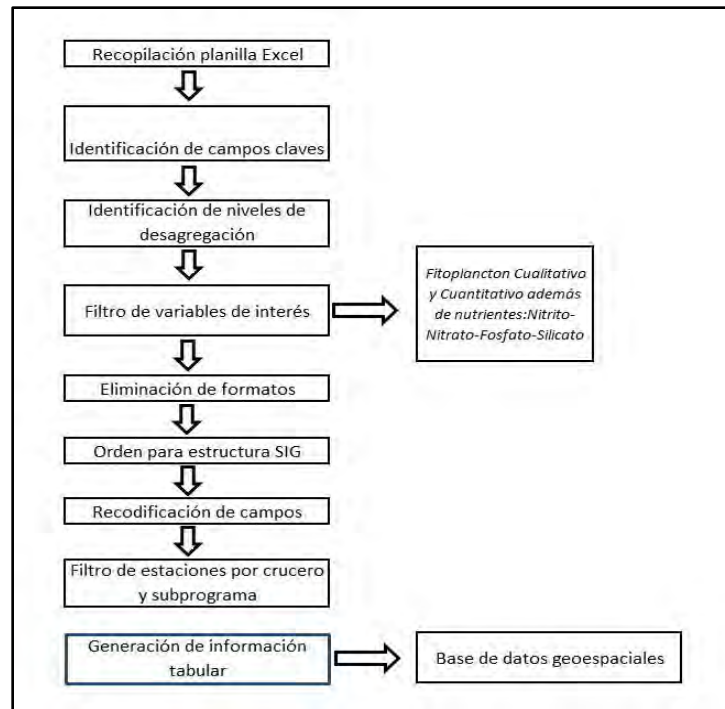 Recopilación planilla Excel
Identificación de campos claves
Identificación de niveles de
desagregación
Filtro de variables de interés
Fitoplancton Cualitativo
y Cuantitativo además
de nutrientes:Nitrito-
Nitrato-Fosfato-Silicato
Eliminación de formatos
Orden para estructura SIG
Recodificación de campos
Filtro de estaciones por crucero
y subprograma
Generación de información
tabular
Base de datos geoespaciales